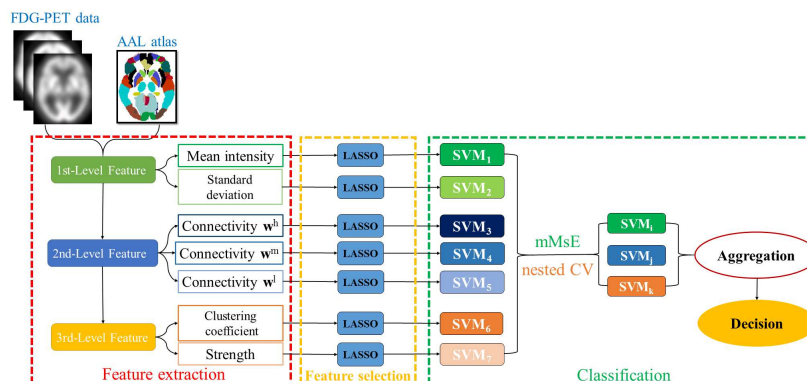 FDG-PET data
AAL atlas
1st-Level Feature
Mean intensity
LASSO
SVM1
Standard
deviation
LASSO
SVM2
2nd-Level Feature
Connectivity wh
LASSO
SVM3
Connectivity wm
LASSO
SVM4
Connectivity wl
LASSO
SVM5
3rd-Level Feature
Clustering
coefficient
LASSO
SVM6
Strength
LASSO
SVM7
mMsE
nested CV
SVMi
SVMj
SVMk
Aggregation
Decision
Feature extraction
Feature selection
Classification